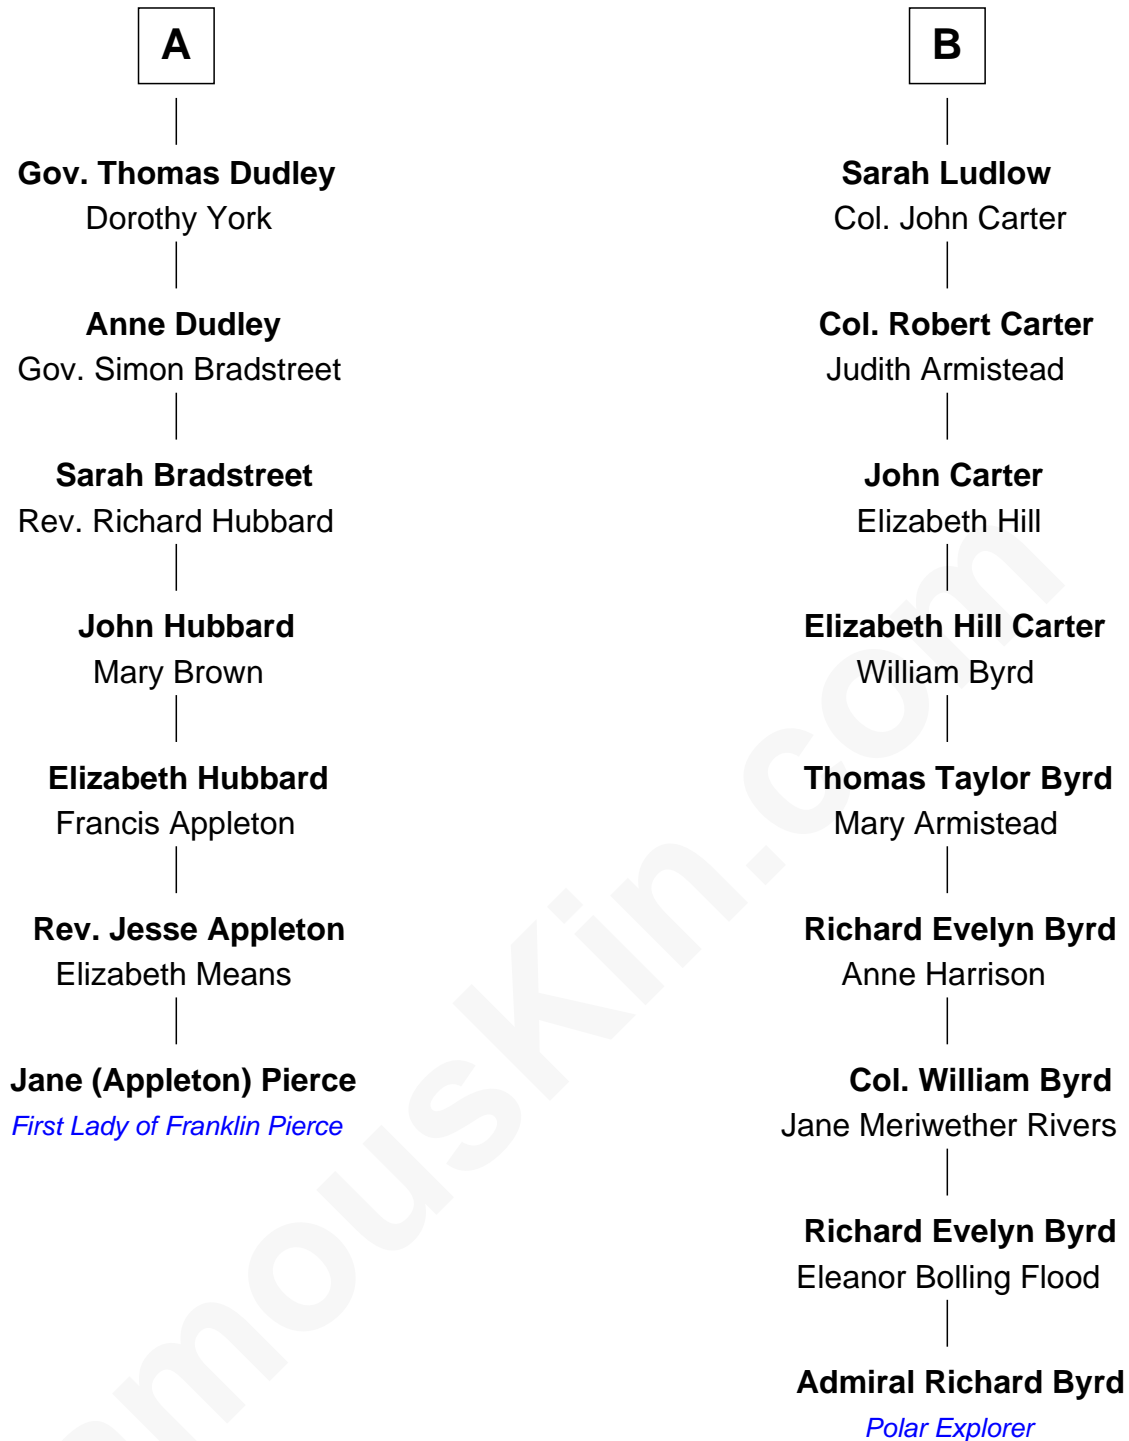 A
Gov. Thomas Dudley
Dorothy York
Anne Dudley
Gov. Simon Bradstreet
Sarah Bradstreet
Rev. Richard Hubbard
John Hubbard
Mary Brown
Elizabeth Hubbard
Francis Appleton
Rev. Jesse Appleton
Elizabeth Means
Jane (Appleton) Pierce
First Lady of Franklin Pierce
B
Sarah Ludlow
Col. John Carter
Col. Robert Carter
Judith Armistead
John Carter
Elizabeth Hill
Elizabeth Hill Carter
William Byrd
Thomas Taylor Byrd
Mary Armistead
Richard Evelyn Byrd
Anne Harrison
Col. William Byrd
Jane Meriwether Rivers
Richard Evelyn Byrd
Eleanor Bolling Flood
Admiral Richard Byrd
Polar Explorer
amouskin.com